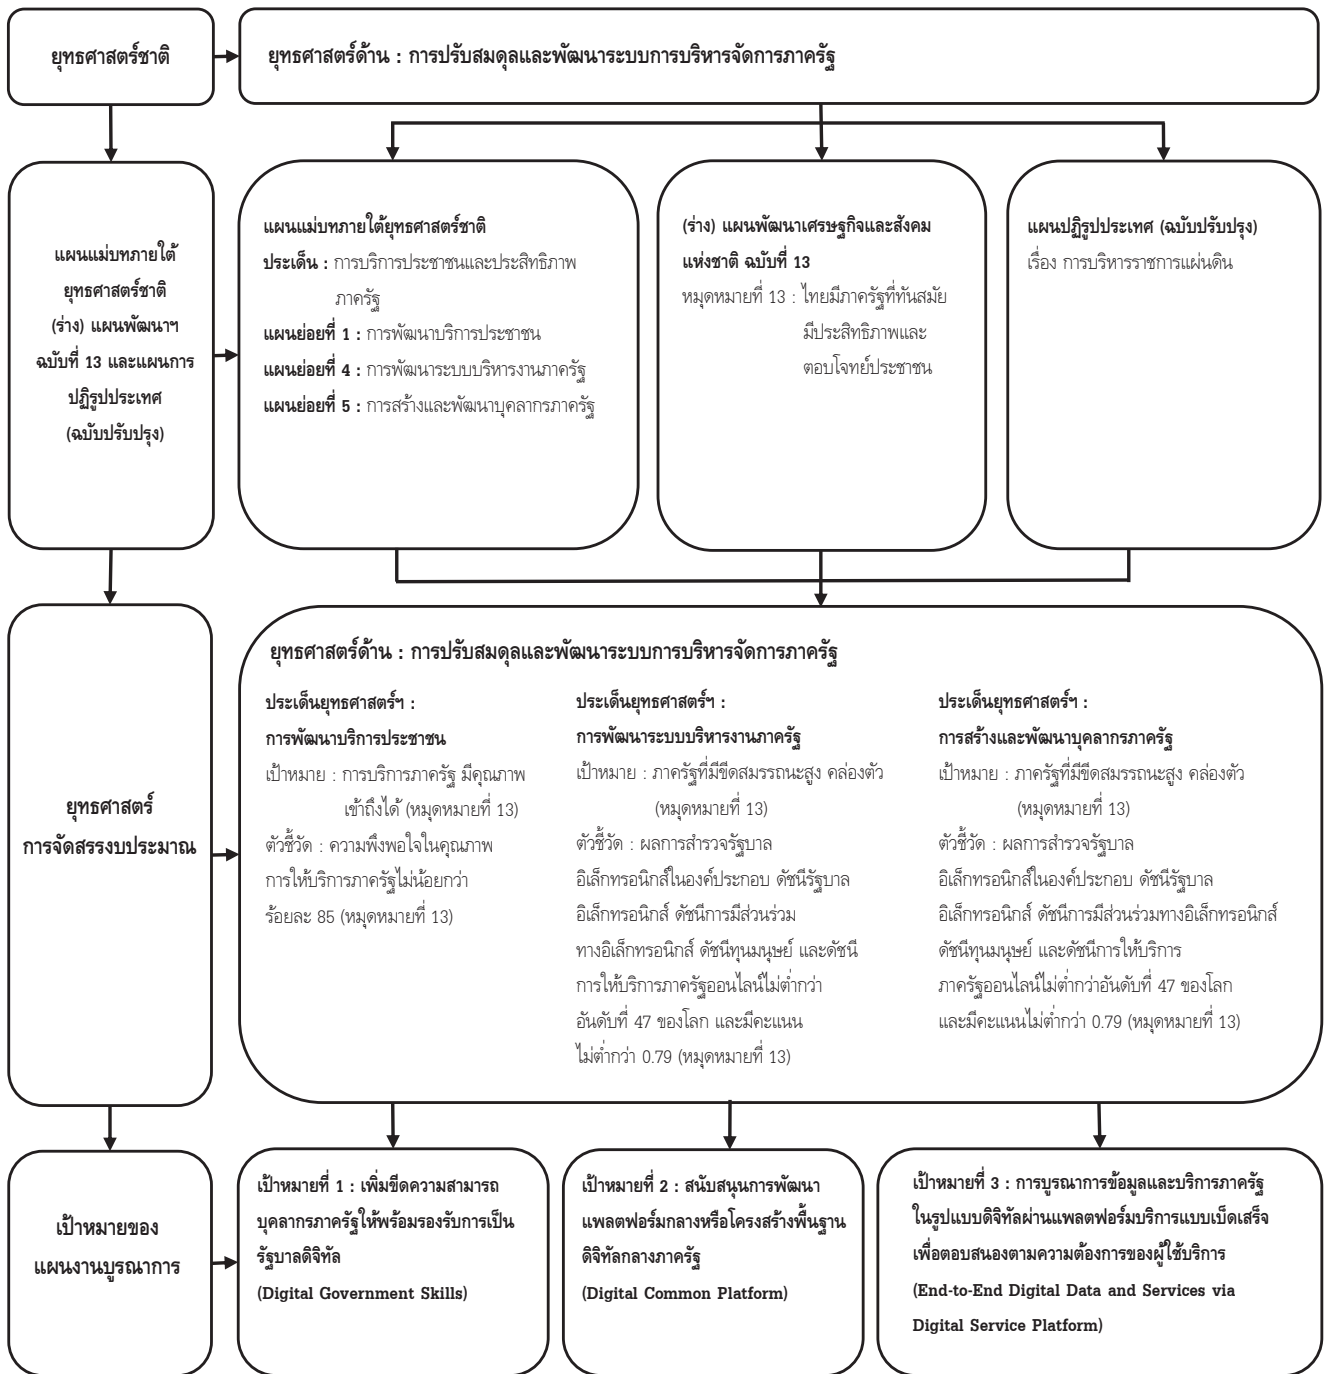 ยุทธศาสตร์ชาติ
ยุทธศาสตร์ด้าน : การปรับสมดุลและพัฒนาระบบการบริหารจัดการภาครัฐ
แผนแม่บทภายใต้
ยุทธศาสตร์ชาติ
(ร่าง) แผนพัฒนาฯ
ฉบับที่ 13 และแผนการ
ปฏิรูปประเทศ
(ฉบับปรับปรุง)
แผนแม่บทภายใต้ยุทธศาสตร์ชาติ
ประเด็น : การบริการประชาชนและประสิทธิภาพ
ภาครัฐ
แผนย่อยที่ 1 : การพัฒนาบริการประชาชน
แผนย่อยที่ 4 : การพัฒนาระบบบริหารงานภาครัฐ
แผนย่อยที่ 5 : การสร้างและพัฒนาบุคลากรภาครัฐ
(ร่าง) แผนพัฒนาเศรษฐกิจและสังคม
แห่งชาติ ฉบับที่ 13
หมุดหมายที่ 13 : ไทยมีภาครัฐที่ทันสมัย
มีประสิทธิภาพและ
ตอบโจทย์ประชาชน
แผนปฏิรูปประเทศ (ฉบับปรับปรุง)
เรื่อง การบริหารราชการแผ่นดิน
ยุทธศาสตร์
การจัดสรรงบประมาณ
ยุทธศาสตร์ด้าน : การปรับสมดุลและพัฒนาระบบการบริหารจัดการภาครัฐ
ประเด็นยุทธศาสตร์ฯ :
การพัฒนาบริการประชาชน
เป้าหมาย : การบริการภาครัฐ มีคุณภาพ
เข้าถึงได้ (หมุดหมายที่ 13)
ตัวชี้วัด : ความพึงพอใจในคุณภาพ
การให้บริการภาครัฐไม่น้อยกว่า
ร้อยละ 85 (หมุดหมายที่ 13)
ประเด็นยุทธศาสตร์ฯ :
การพัฒนาระบบบริหารงานภาครัฐ
เป้าหมาย : ภาครัฐที่มีขีดสมรรถนะสูง คล่องตัว
(หมุดหมายที่ 13)
ตัวชี้วัด : ผลการสำรวจรัฐบาล
อิเล็กทรอนิกส์ในองค์ประกอบ ดัชนีรัฐบาล
อิเล็กทรอนิกส์ ดัชนีการมีส่วนร่วม
ทางอิเล็กทรอนิกส์ ดัชนีทุนมนุษย์ และดัชนี
การให้บริการภาครัฐออนไลน์ไม่ต่ำกว่า
อันดับที่ 47 ของโลก และมีคะแนน
ไม่ต่ำกว่า 0.79 (หมุดหมายที่ 13)
ประเด็นยุทธศาสตร์ฯ :
การสร้างและพัฒนาบุคลากรภาครัฐ
เป้าหมาย : ภาครัฐที่มีขีดสมรรถนะสูง คล่องตัว
(หมุดหมายที่ 13)
ตัวชี้วัด : ผลการสำรวจรัฐบาล
อิเล็กทรอนิกส์ในองค์ประกอบ ดัชนีรัฐบาล
อิเล็กทรอนิกส์ ดัชนีการมีส่วนร่วมทางอิเล็กทรอนิกส์
ดัชนีทุนมนุษย์ และดัชนีการให้บริการ
ภาครัฐออนไลน์ไม่ต่ำกว่าอันดับที่ 47 ของโลก
และมีคะแนนไม่ต่ำกว่า 0.79 (หมุดหมายที่ 13)
เป้าหมายของ
แผนงานบูรณาการ
เป้าหมายที่ 1 : เพิ่มขีดความสามารถ
บุคลากรภาครัฐให้พร้อมรองรับการเป็น
รัฐบาลดิจิทัล
(Digital Government Skills)
เป้าหมายที่ 2 : สนับสนุนการพัฒนา
แพลตฟอร์มกลางหรือโครงสร้างพื้นฐาน
ดิจิทัลกลางภาครัฐ
(Digital Common Platform)
เป้าหมายที่ 3 : การบูรณาการข้อมูลและบริการภาครัฐ
ในรูปแบบดิจิทัลผ่านแพลตฟอร์มบริการแบบเบ็ดเสร็จ
เพื่อตอบสนองตามความต้องการของผู้ใช้บริการ
(End-to-End Digital Data and Services via
Digital Service Platform)